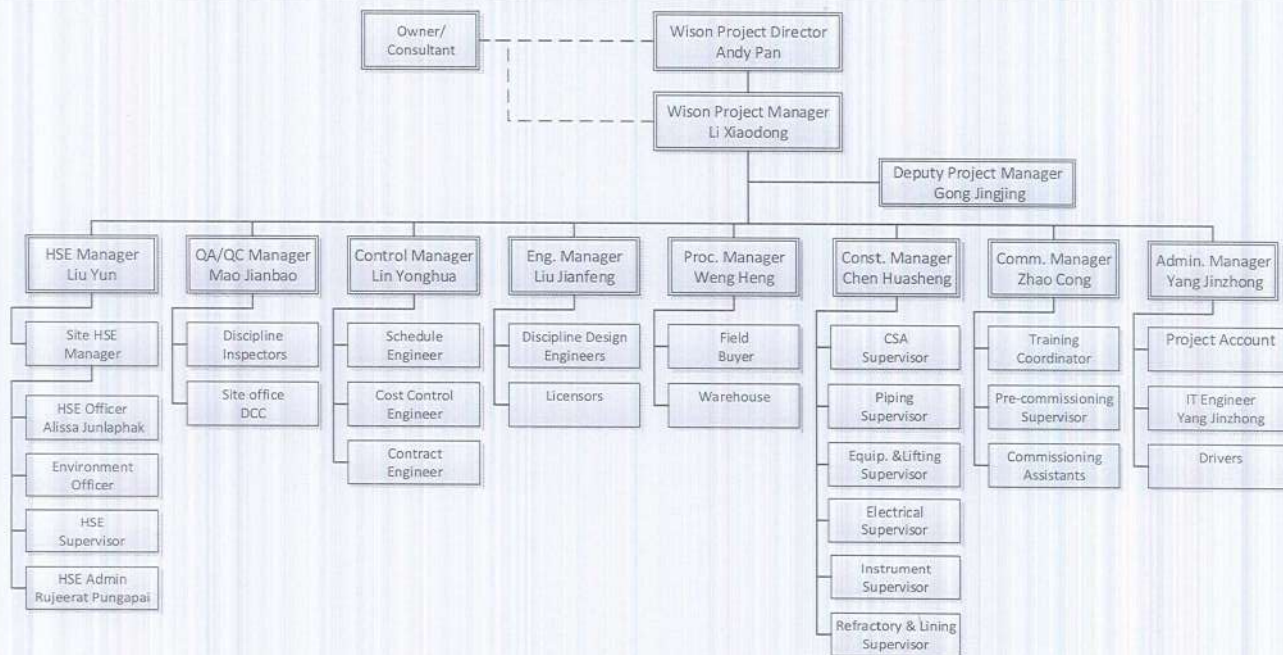 Owner/
Consultant
Wison Project Director
Andy Pan
Wison Project Manager
Li Xiaodong
Deputy Project Manager
Gong Jingjing
HSE Manager
Liu Yun
QA/QC Manager
Mao Jianbao
Control Manager
Lin Yonghua
Eng. Manager
Liu Jianfeng
Proc. Manager
Weng Heng
Const. Manager
Chen Huasheng
Comm. Manager
Zhao Cong
Admin. Manager
Yang Jinzhong
Site HSE
Manager
HSE Officer
Alissa Junlaphak
Environment
Officer
HSE
Supervisor
HSE Admin
Rujeerat Pungapai
Discipline
Inspectors
Site office
DCC
Schedule
Engineer
Cost Control
Engineer
Contract
Engineer
Discipline Design
Engineers
Licensors
Field
Buyer
Warehouse
CSA
Supervisor
Piping
Supervisor
Equip. &Lifting
Supervisor
Electrical
Supervisor
Instrument
Supervisor
Refractory & Lining
Supervisor
Training
Coordinator
Pre-commissioning
Supervisor
Commissioning
Assistants
Project Account
IT Engineer
Yang Jinzhong
Drivers